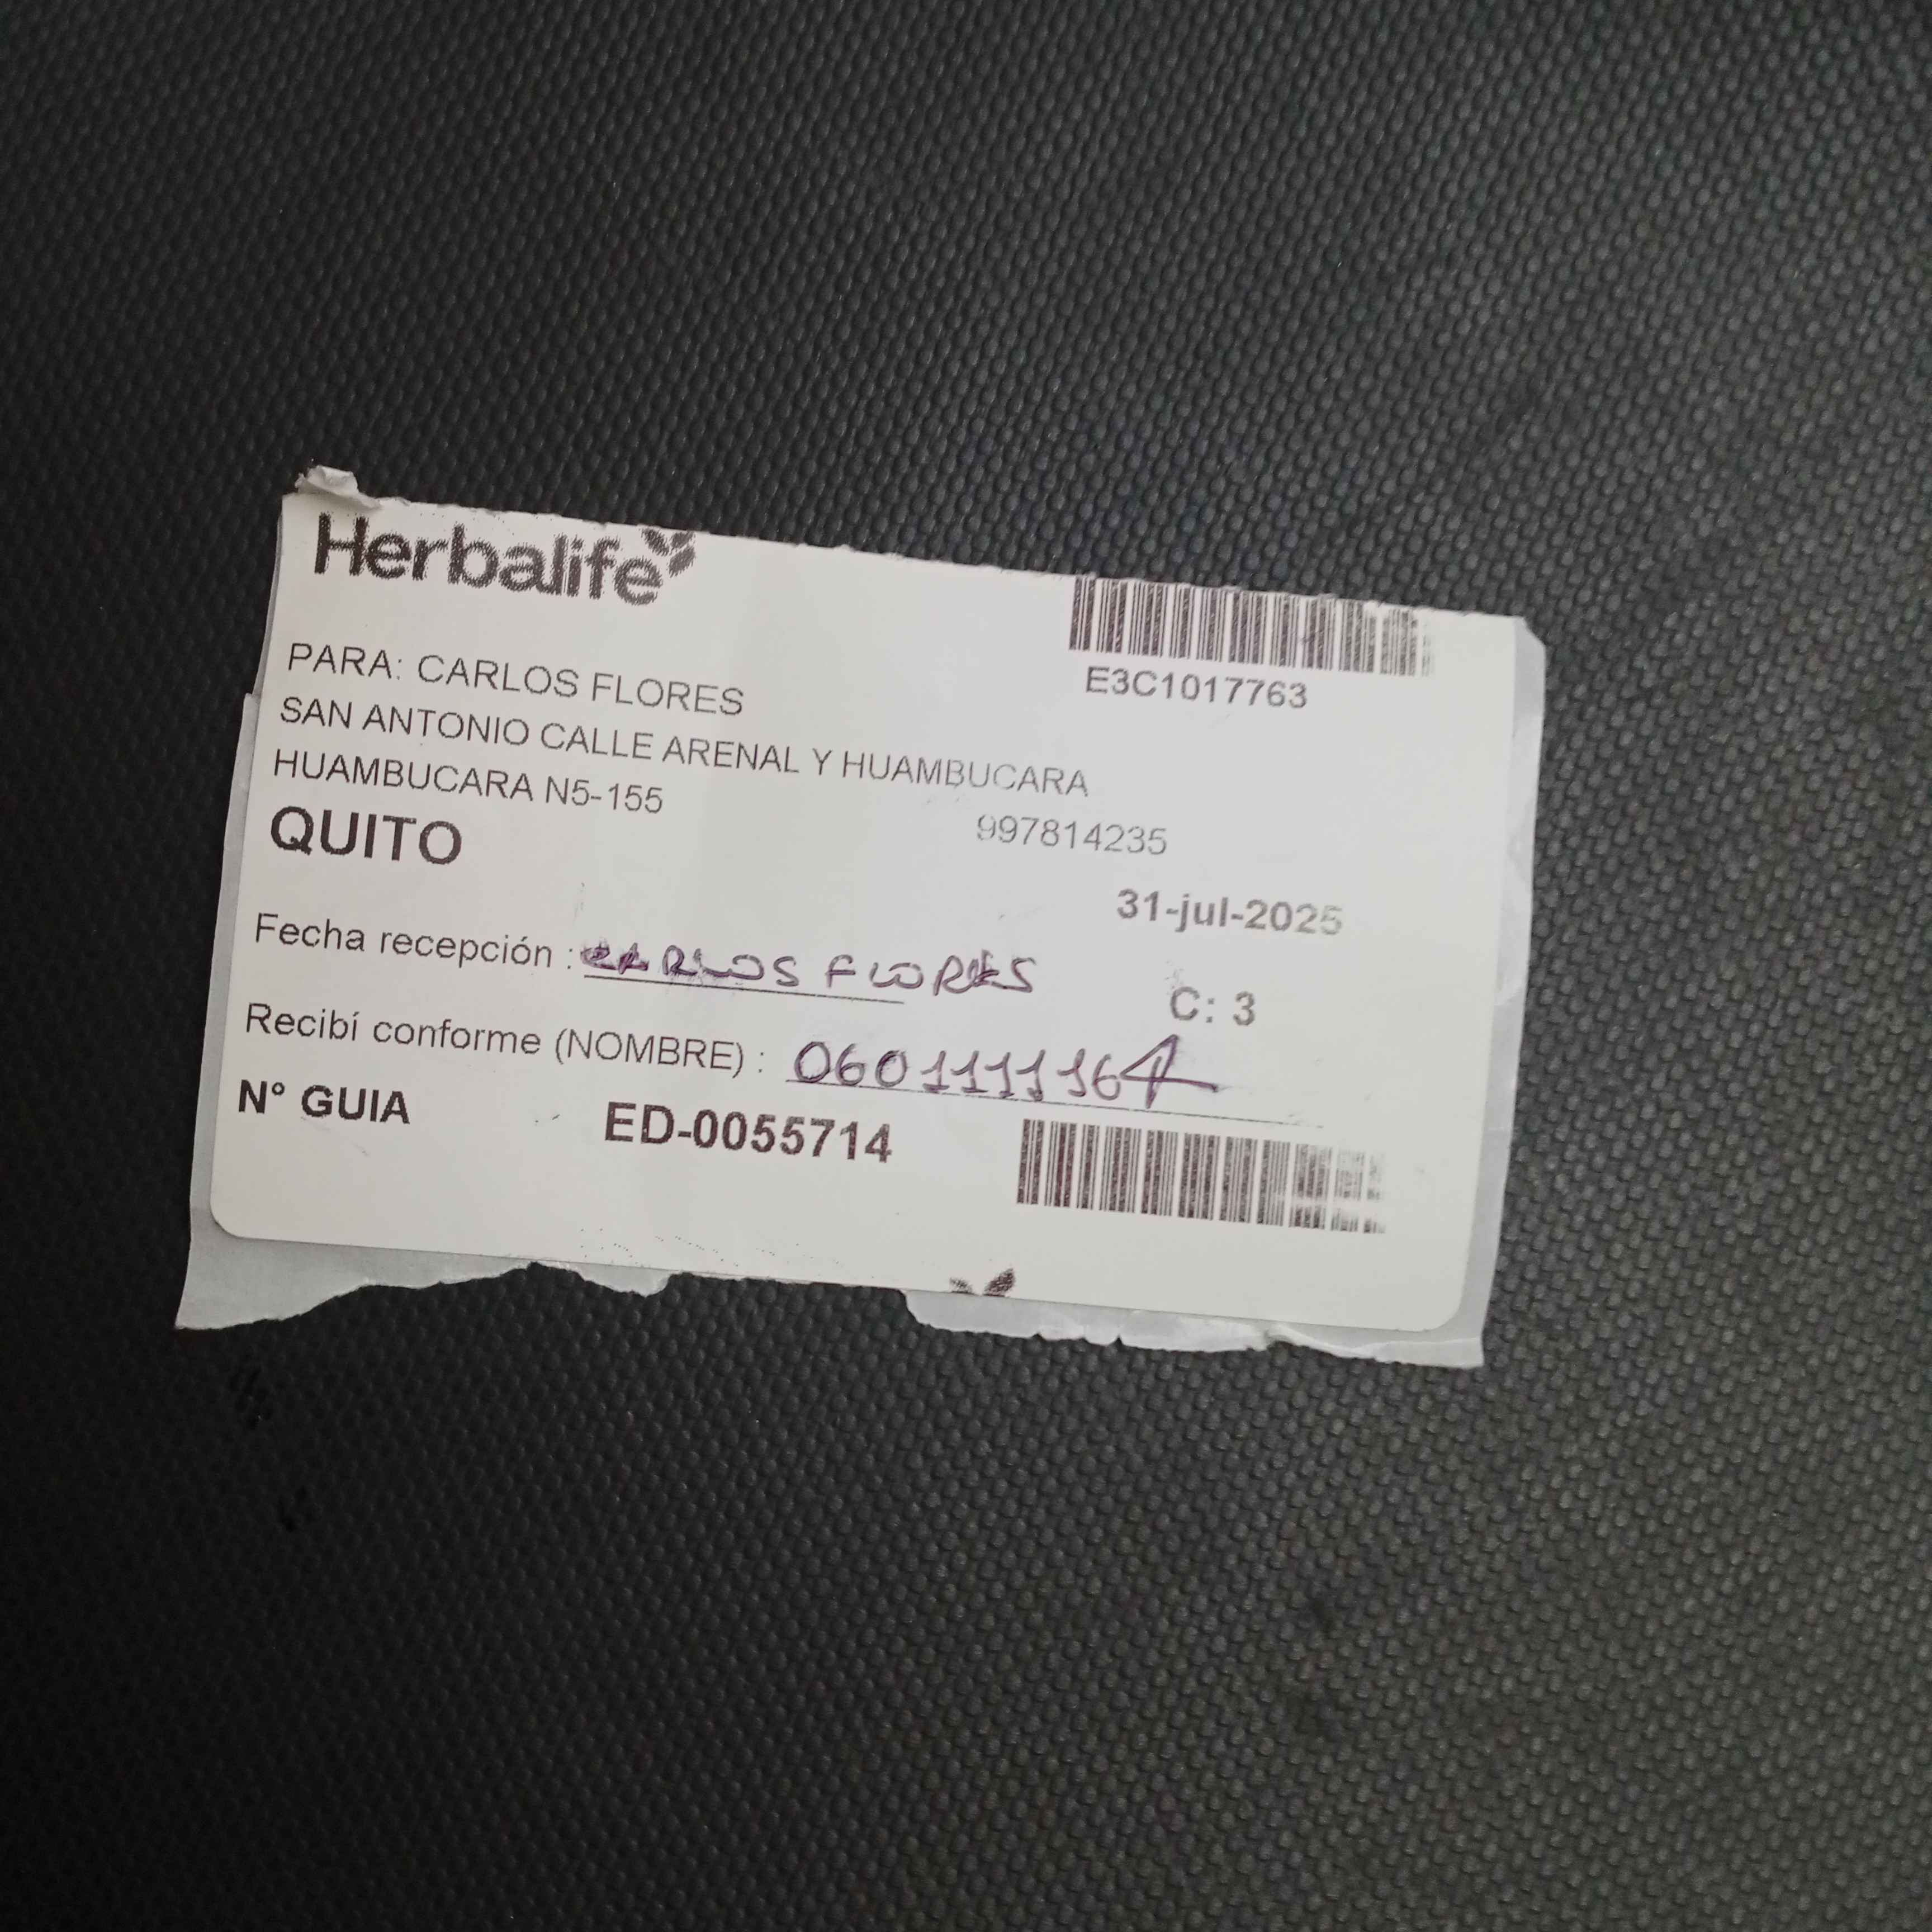 Herbalife
E3C1017763
PARA: CARLOS FLORES
SAN ANTONIO CALLE ARENAL Y HUAMBUCARA
HUAMBUCARA N5-155
997814235
QUITO
31-jul-2025
Fecha recepción : CARLOS FLORES
C: 3
Recibí conforme (NOMBRE) : 0601111164
N° GUIA ED-0055714